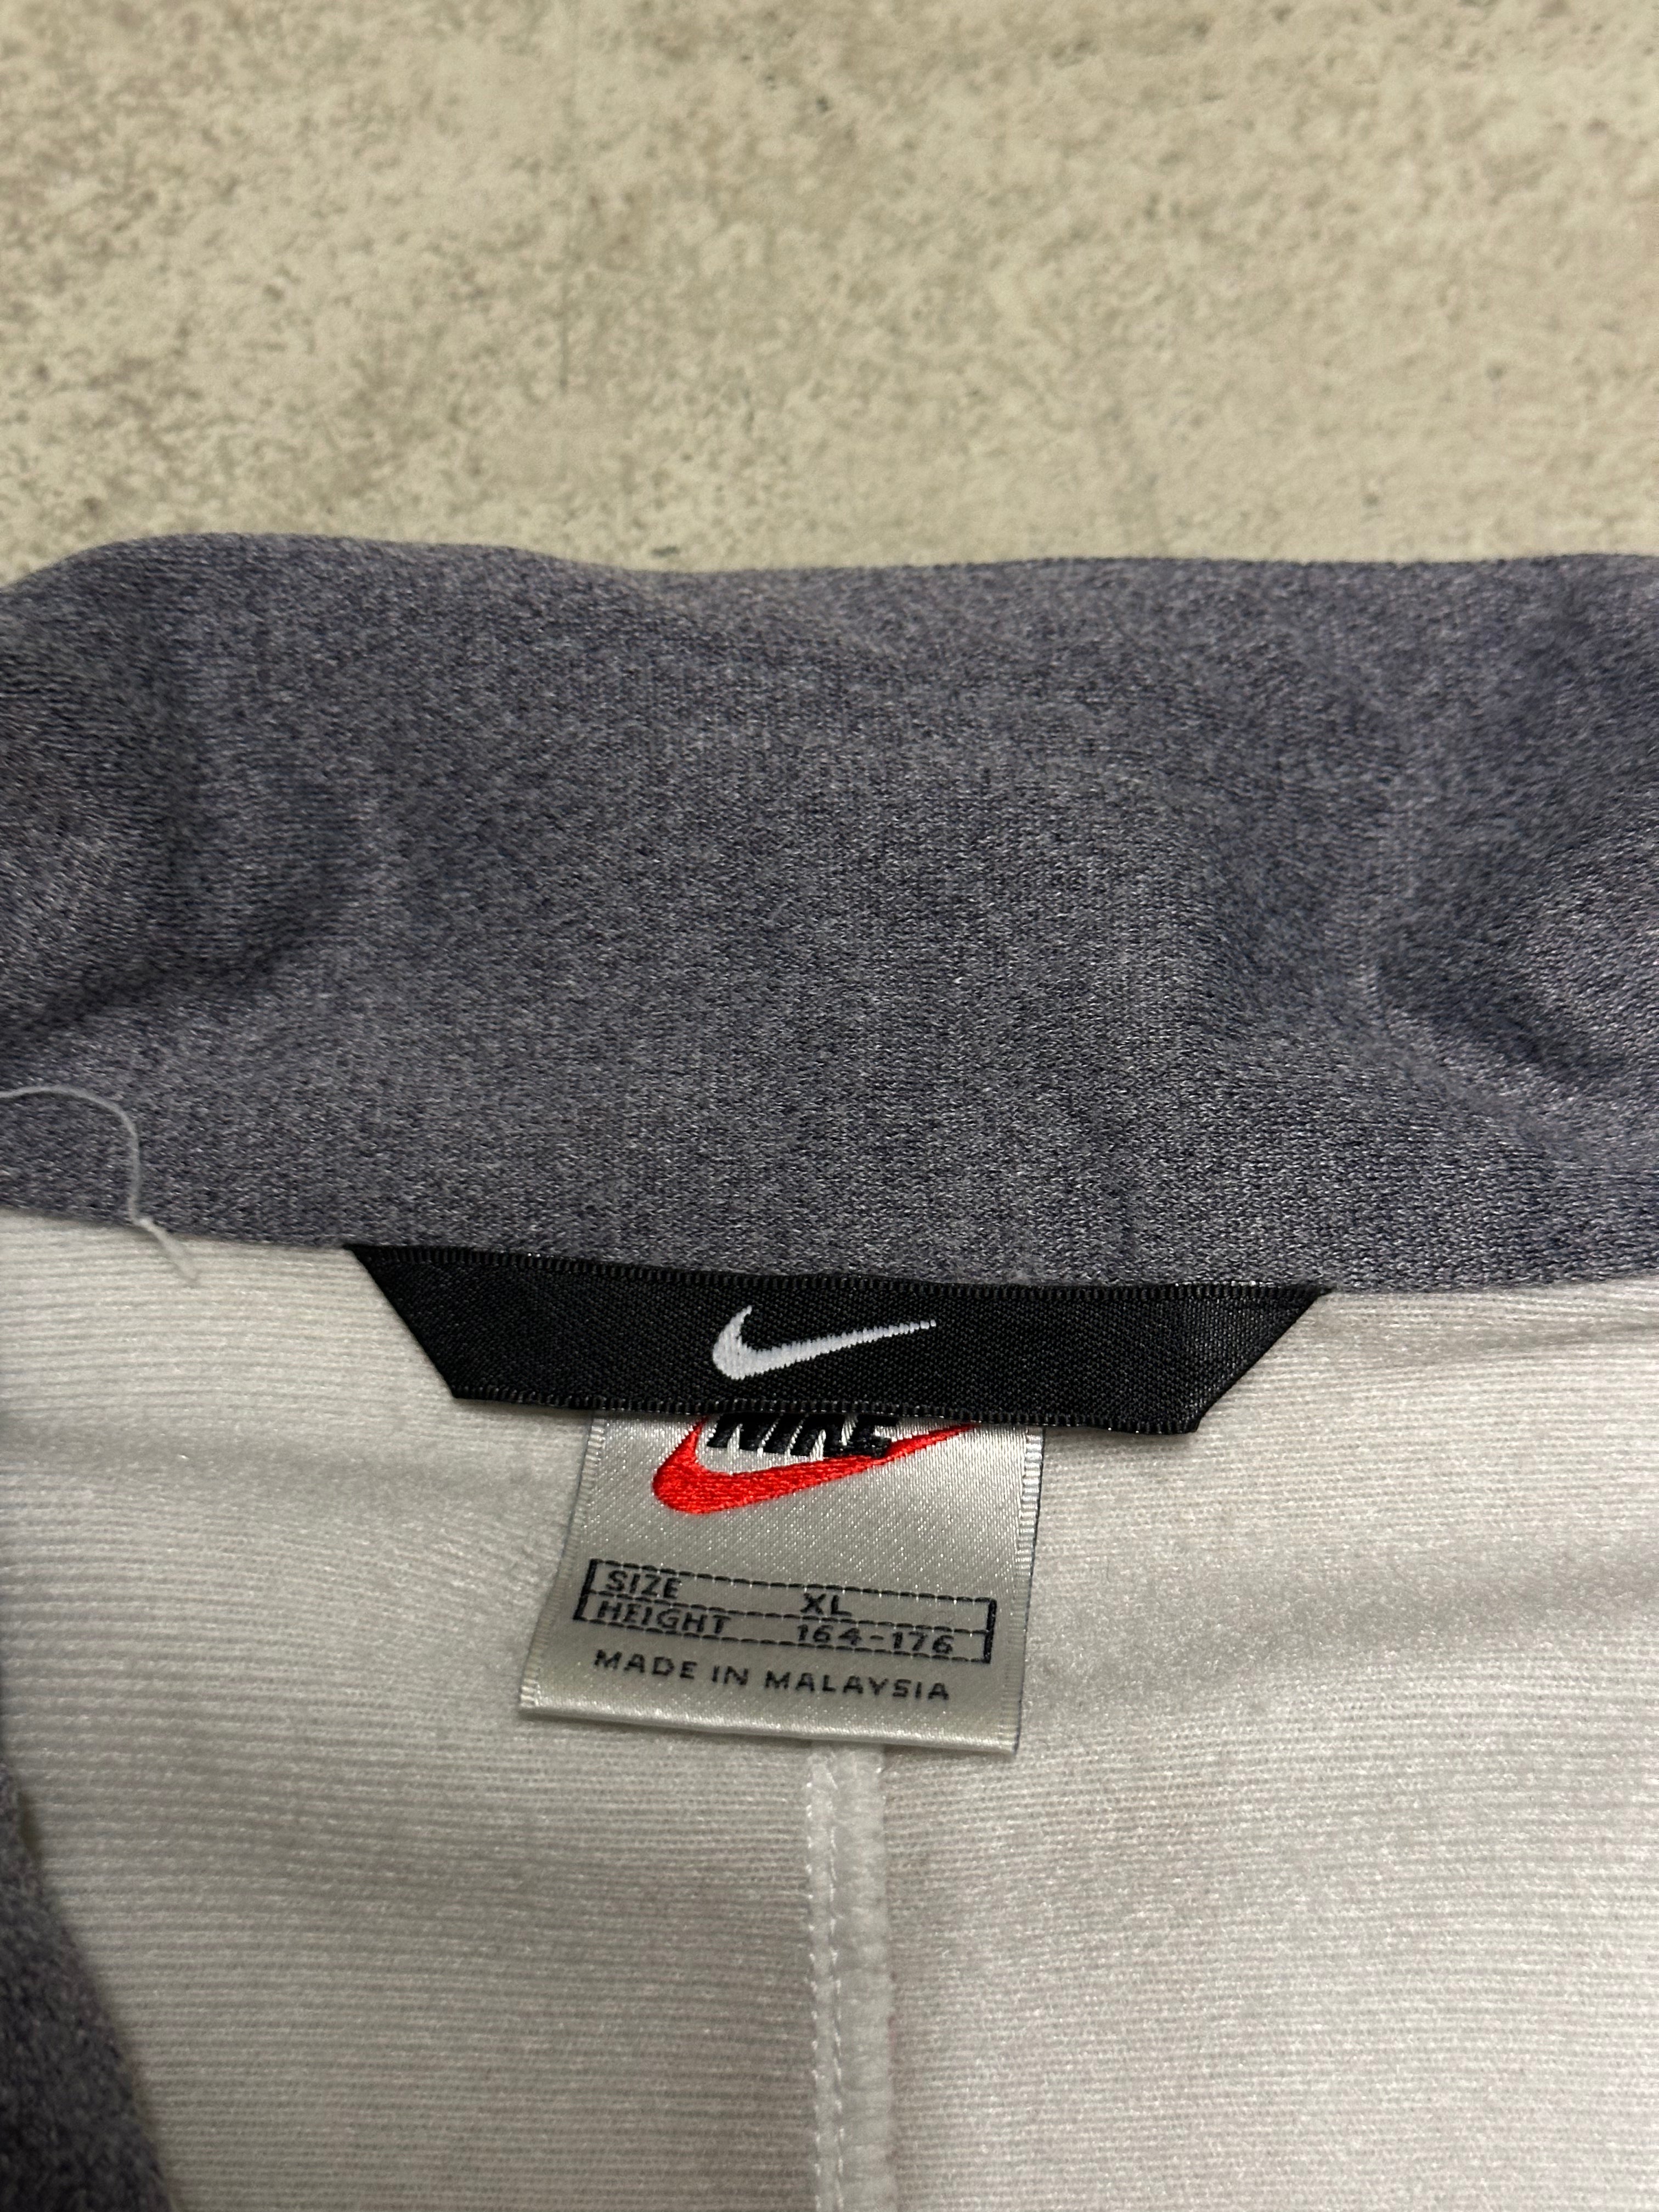 NIKE
SIZE XL
HEIGHT 164-176
MADE IN MALAYSIA